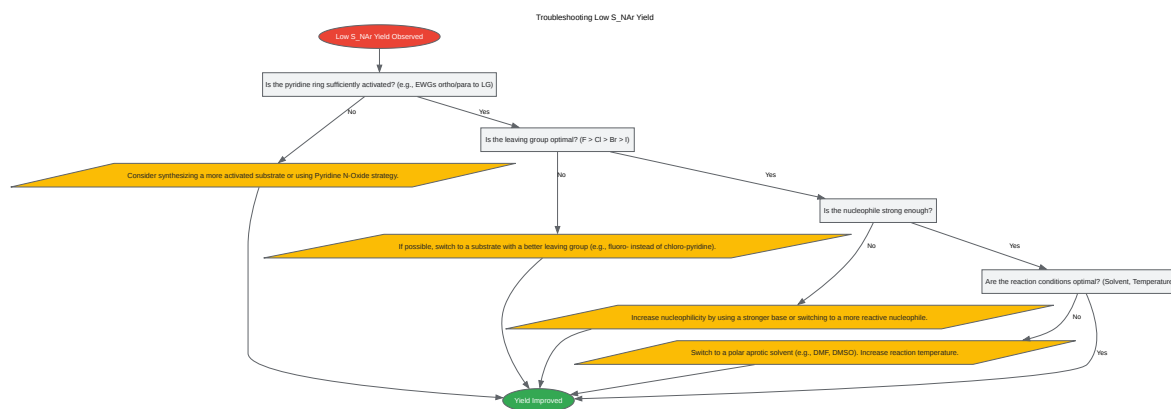 Troubleshooting Low S_NAr Yield
Low S_NAr Yield Observed
Is the pyridine ring sufficiently activated? (e.g., EWGs ortho/para to LG)
No
Yes
Is the leaving group optimal? (F > Cl > Br > I)
Consider synthesizing a more activated substrate or using Pyridine N-Oxide strategy.
No
Yes
Is the nucleophile strong enough?
If possible, switch to a substrate with a better leaving group (e.g., fluoro- instead of chloro-pyridine).
No
Yes
Are the reaction conditions optimal? (Solvent, Temperature
Increase nucleophilicity by using a stronger base or switching to a more reactive nucleophile.
No
Switch to a polar aprotic solvent (e.g., DMF, DMSO). Increase reaction temperature.
Yes
Yield Improved